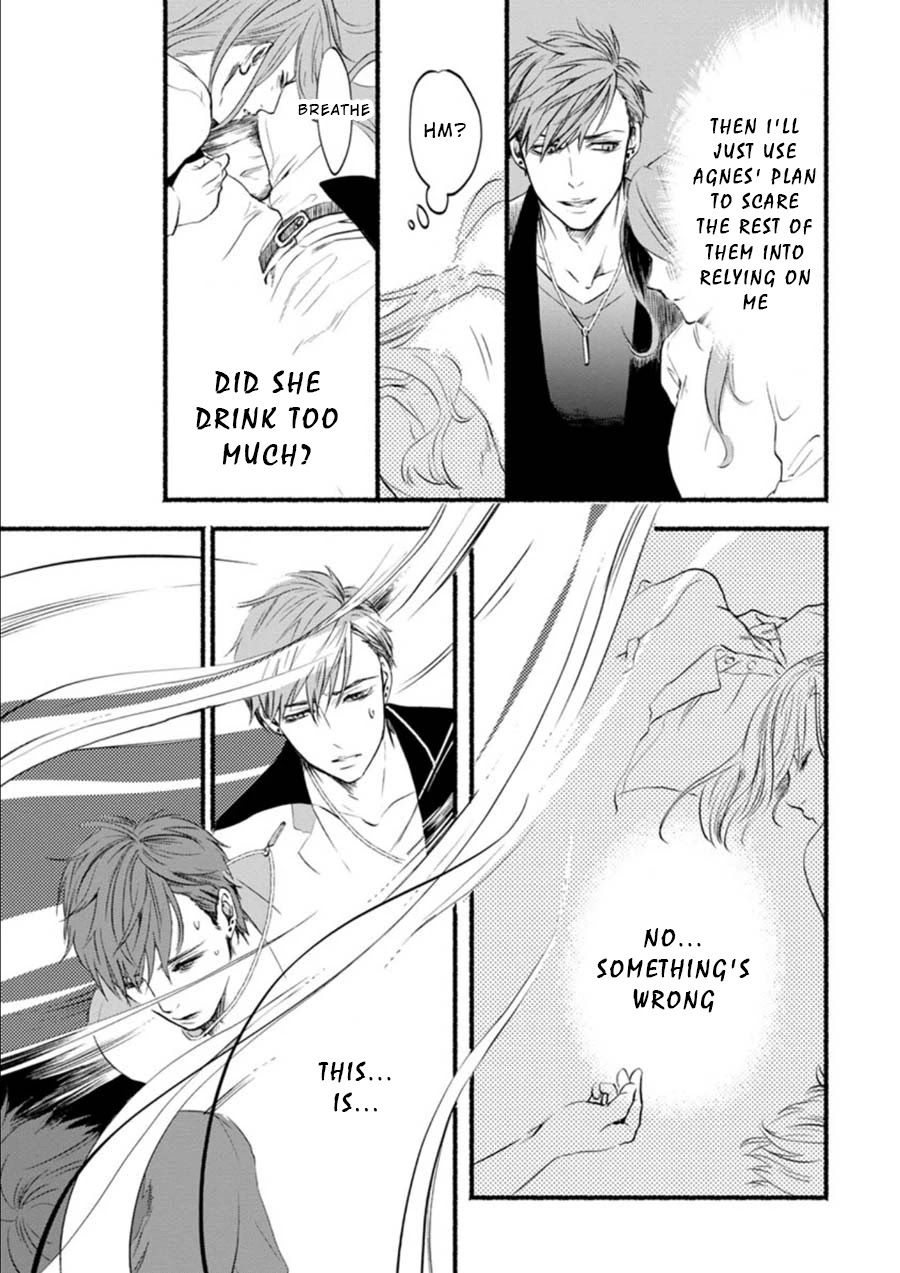 THEN I'LL
JUST USE
AGNES' PLAN
TO SCARE
THE REST OF
THEM INTO
RELYING ON
ME
HM?
BREATHE
DID SHE
DRINK TOO
MUCH?
NO...
SOMETHING'S
WRONG
THIS...
IS...